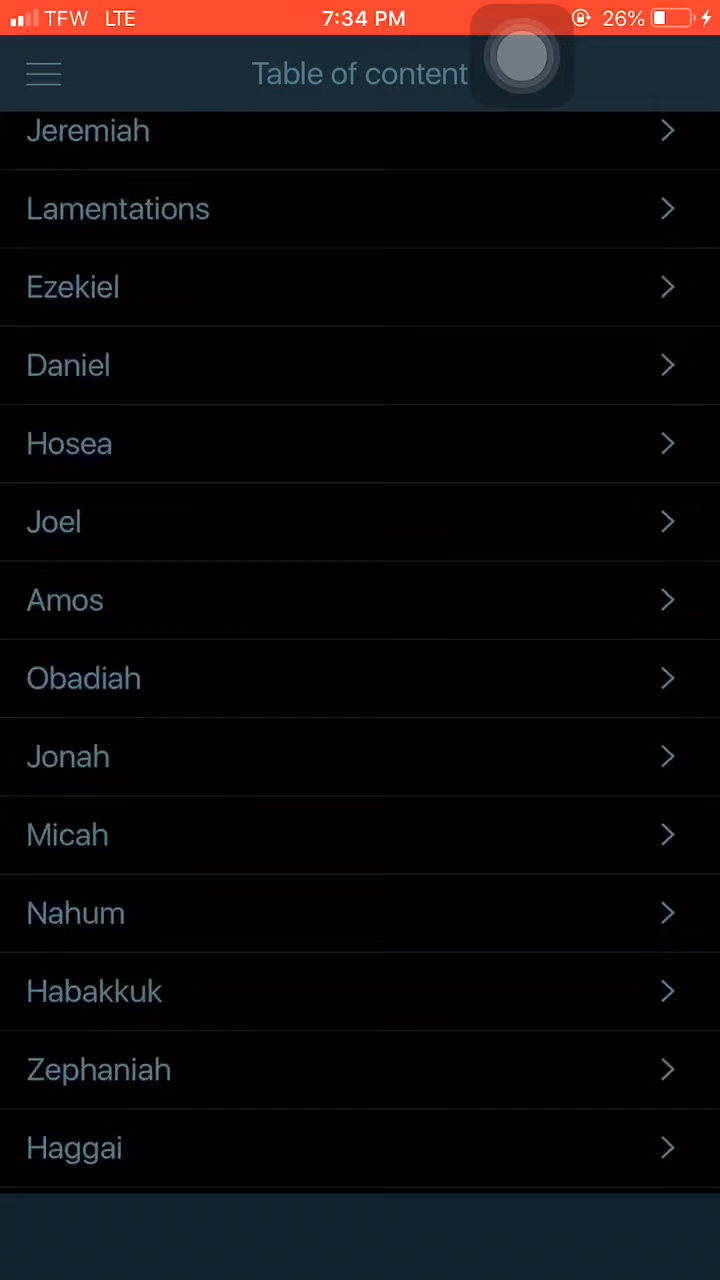 TFW LTE 7:34 PM 26%
Table of content
Jeremiah
Lamentations
Ezekiel
Daniel
Hosea
Joel
Amos
Obadiah
Jonah
Micah
Nahum
Habakkuk
Zephaniah
Haggai